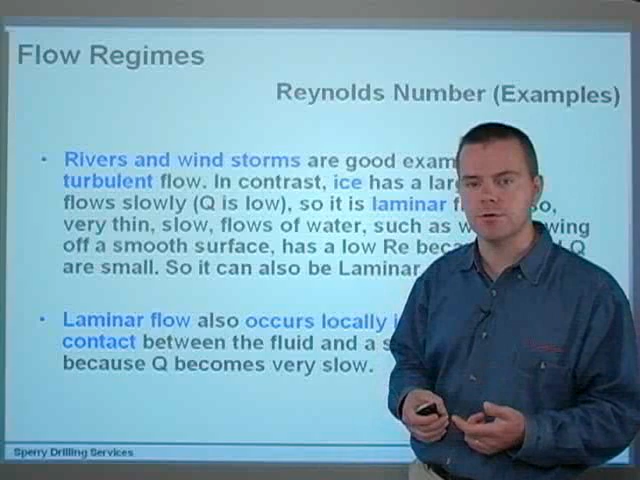 Flow Regimes
Reynolds Number (Examples)
• Rivers and wind storms are good exam
turbulent flow. In contrast, ice has a lar
flows slowly (Q is low), so it is laminar f
very thin, slow, flows of water, such as w wing
off a smooth surface, has a low Re beca Q
are small. So it can also be Laminar
• Laminar flow also occurs locally i
contact between the fluid and a s
because Q becomes very slow.
Sperry Drilling Services